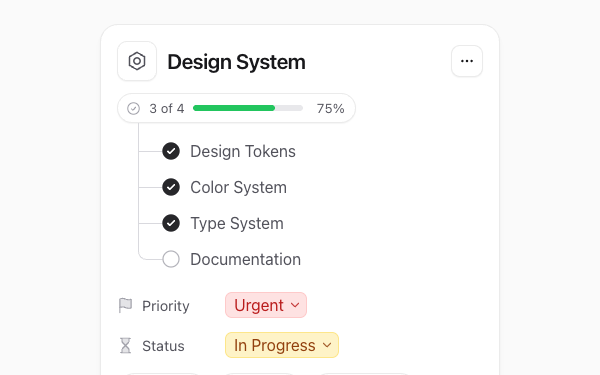 Design System
3 of 4 75%
Design Tokens
Color System
Type System
Documentation
Priority Urgent
Status In Progress